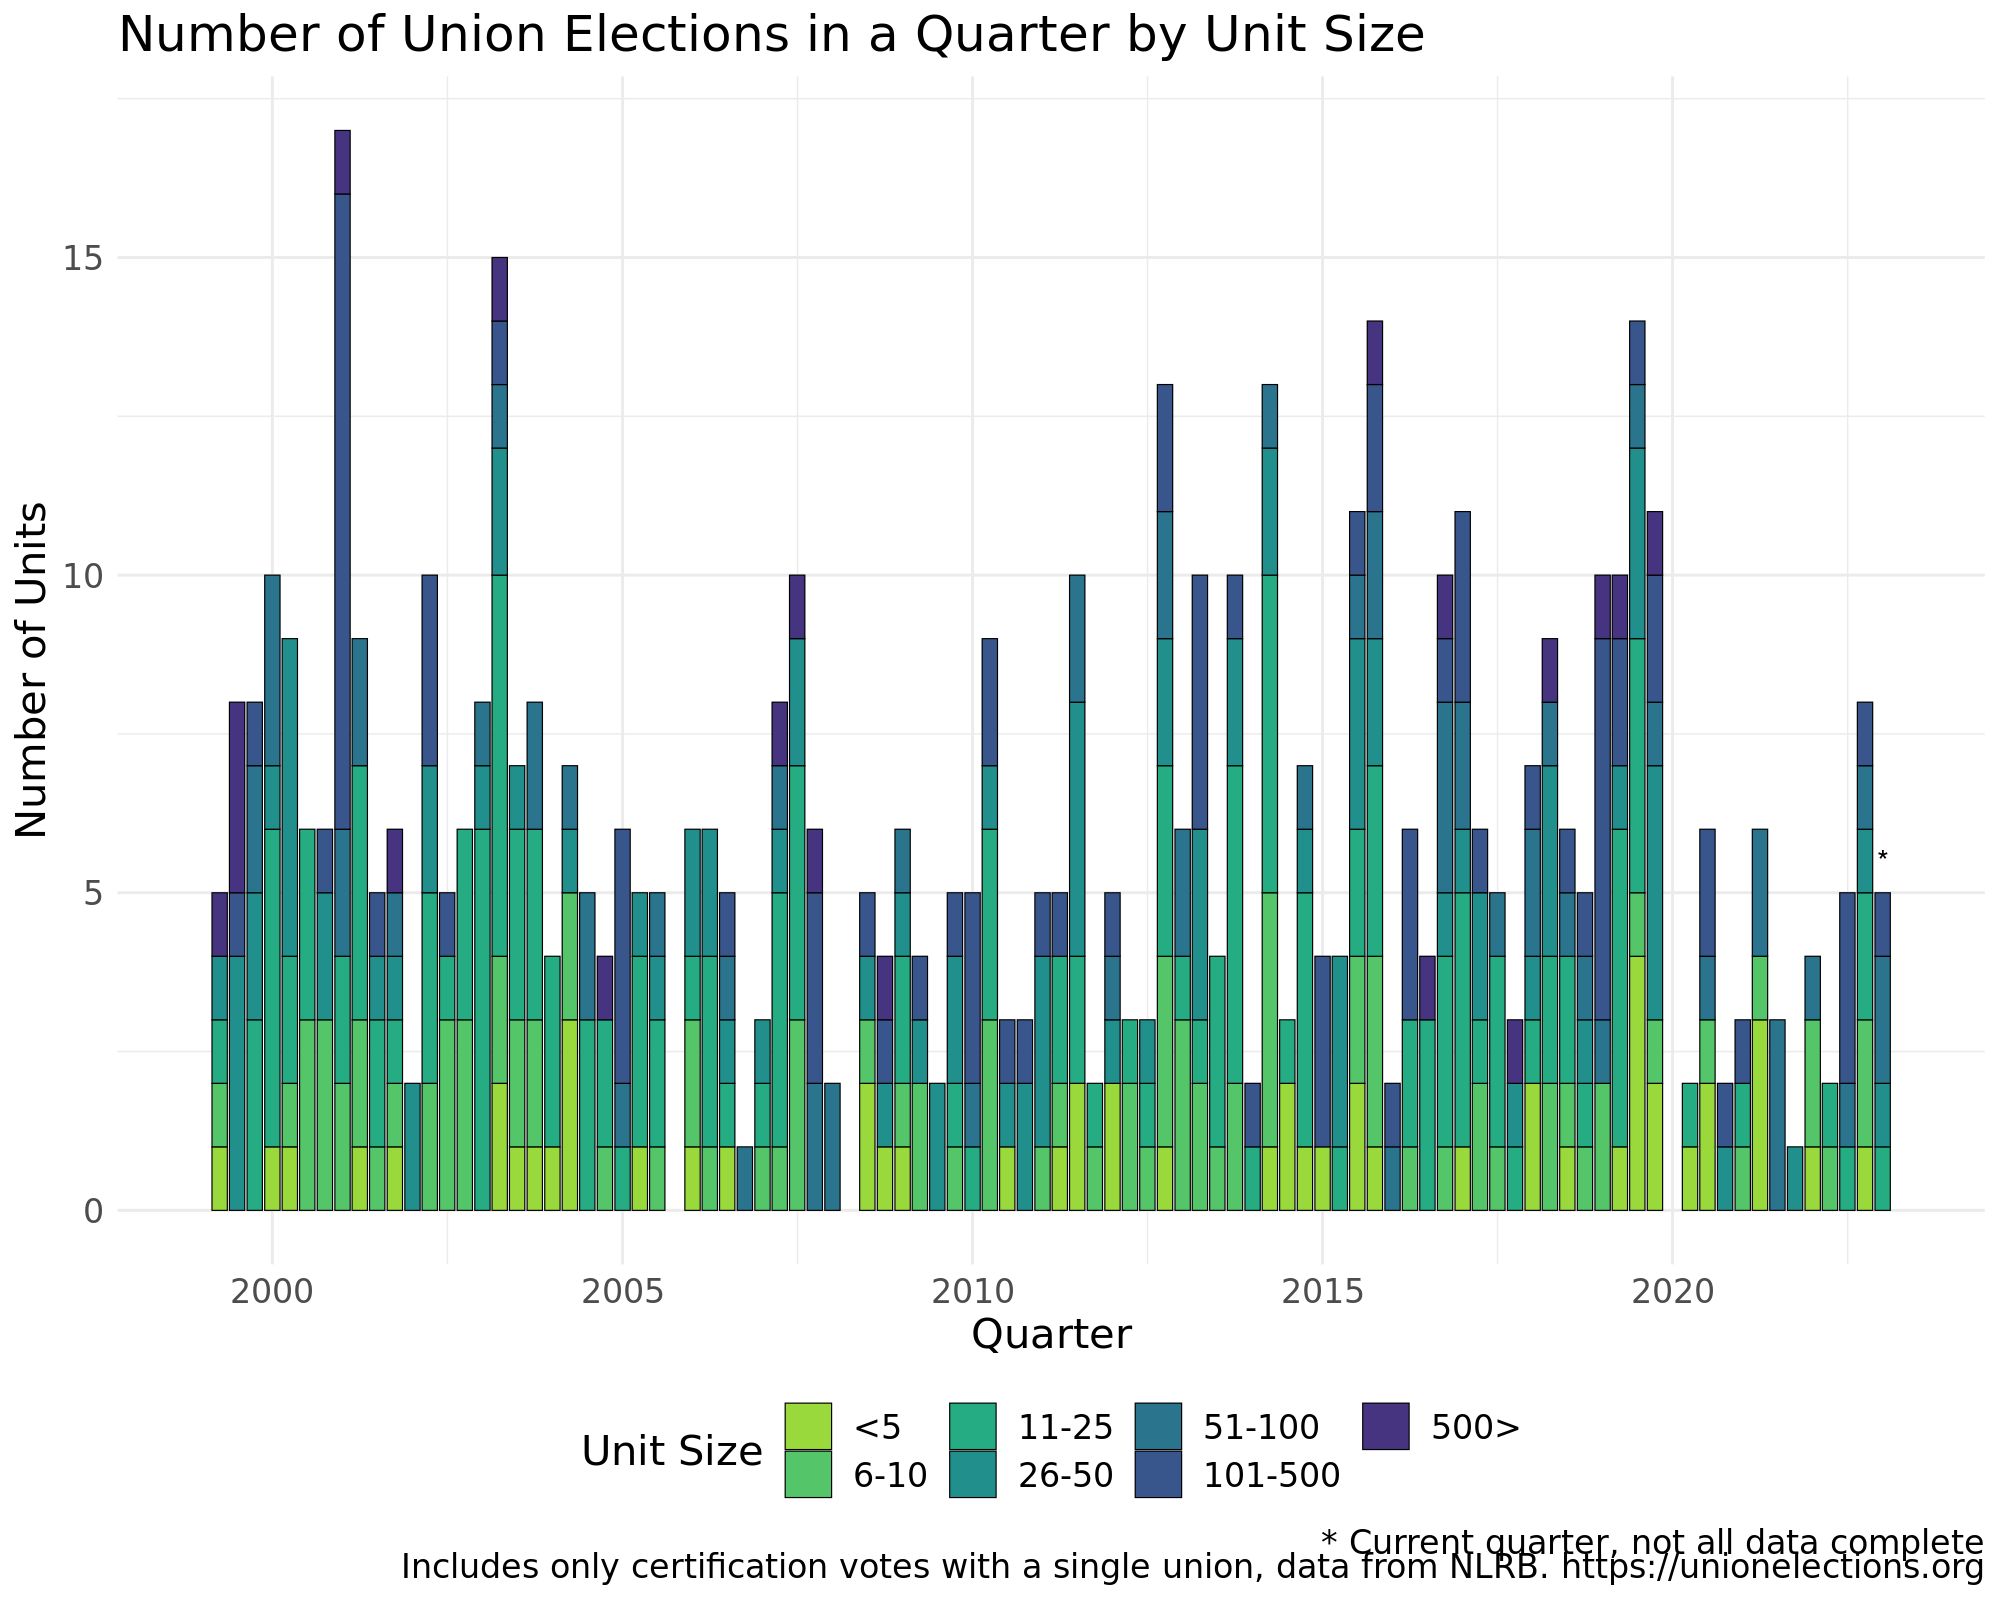 Number of Union Elections in a Quarter by Unit Size
Number of Units
15
10
5
0
*
2000 2005 2010 2015 2020
Quarter
Unit Size
<5 11-25 51-100 500>
6-10 26-50 101-500
* Current quarter, not all data complete
Includes only certification votes with a single union, data from NLRB. https://unionelections.org